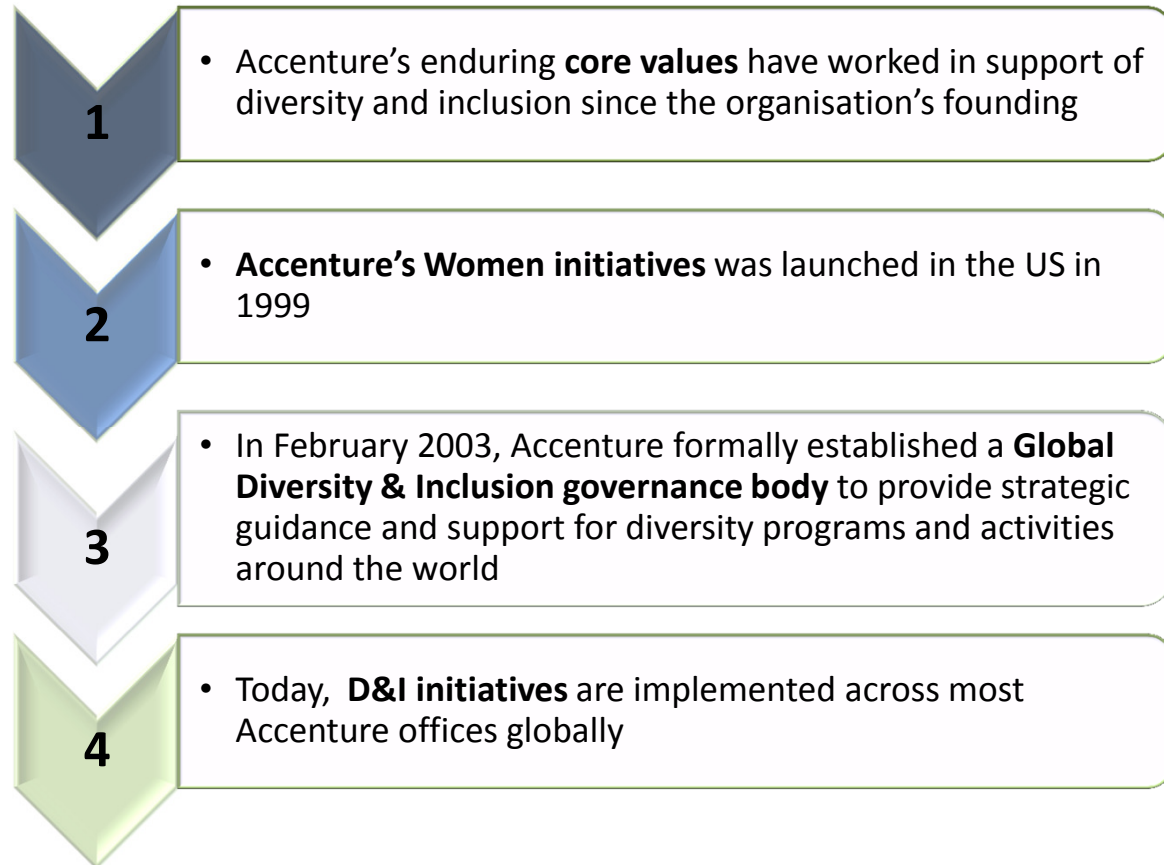 1
• Accenture’s enduring core values have worked in support of
diversity and inclusion since the organisation’s founding
2
• Accenture’s Women initiatives was launched in the US in
1999
3
• In February 2003, Accenture formally established a Global
Diversity & Inclusion governance body to provide strategic
guidance and support for diversity programs and activities
around the world
4
• Today,  D&I initiatives are implemented across most
Accenture offices globally